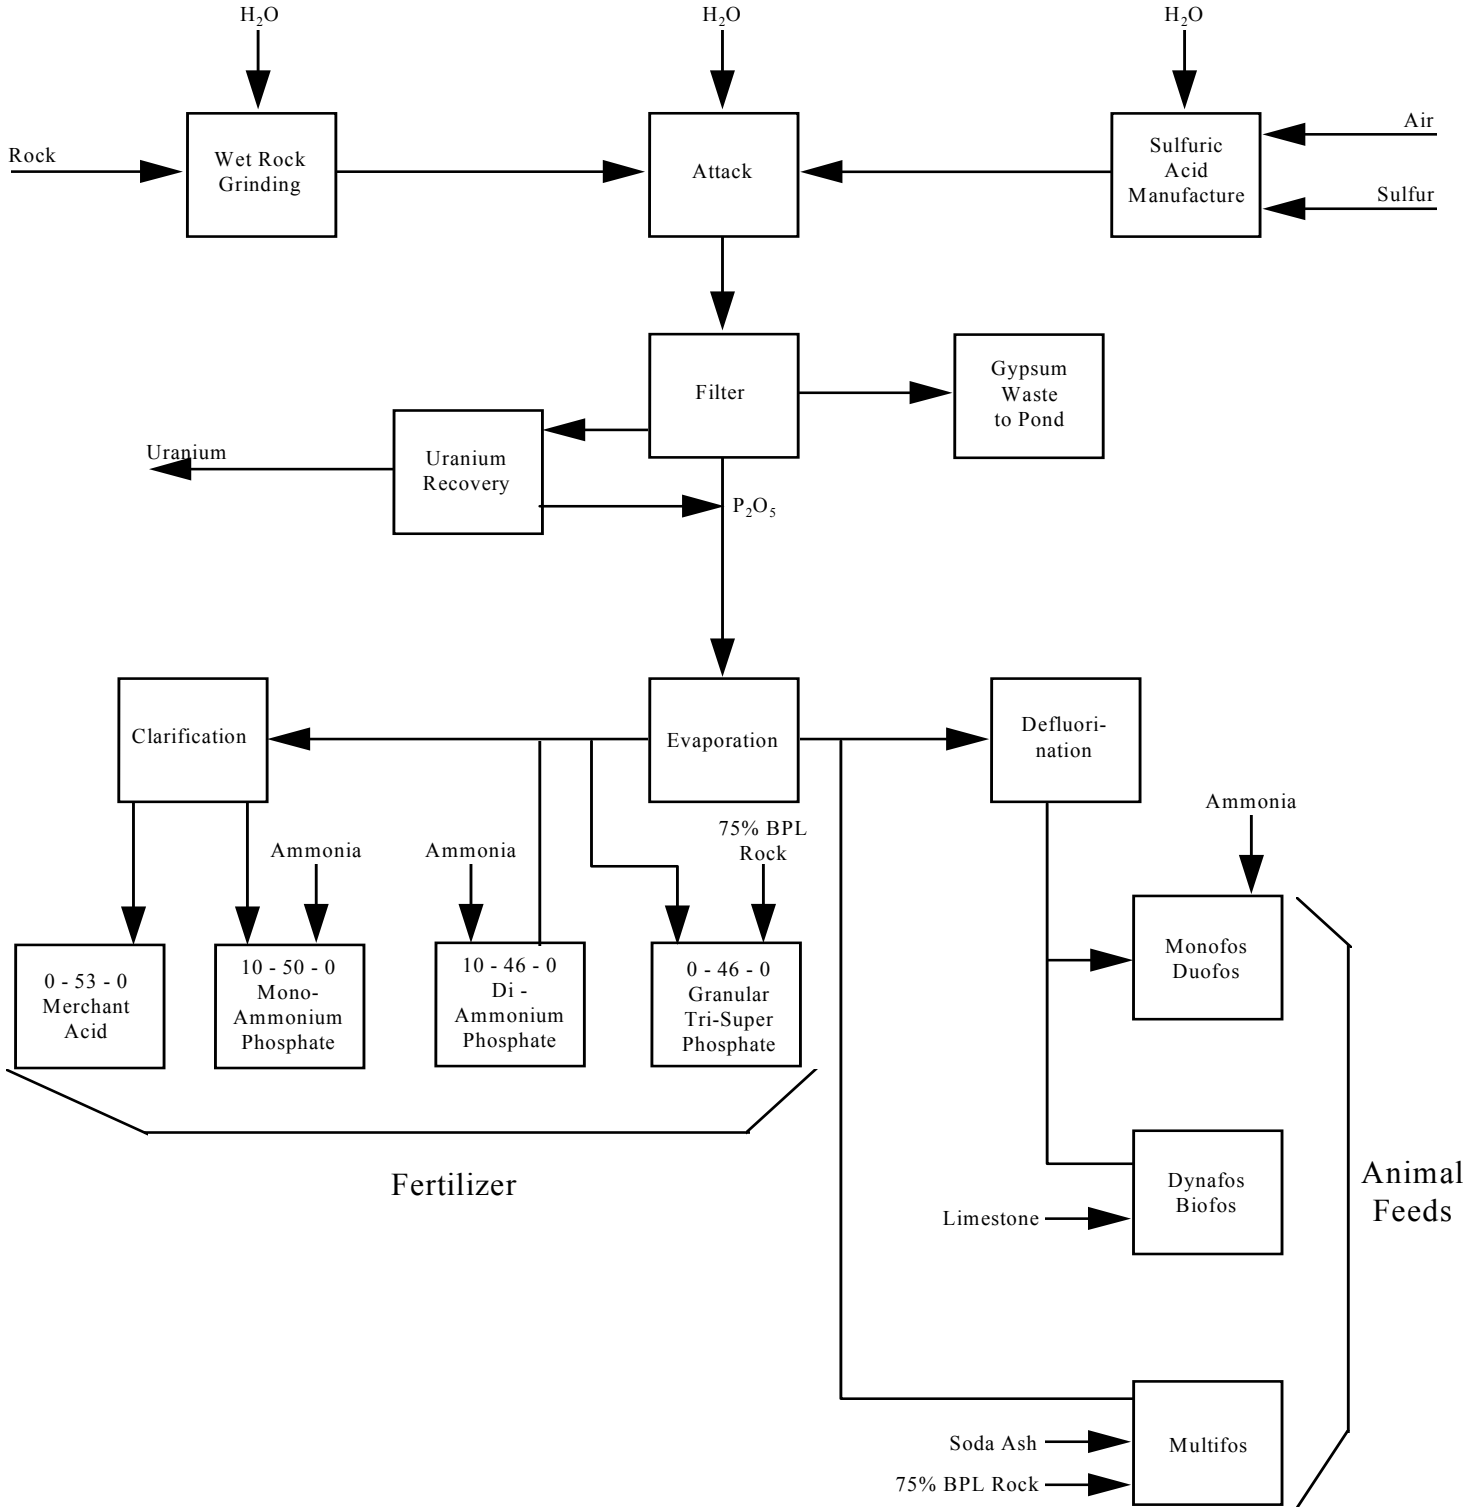 H2O
H2O
H2O
Rock
Wet Rock
Grinding
Attack
Sulfuric
Acid
Manufacture
Air
Sulfur
Filter
Gypsum
Waste
to Pond
Uranium
Uranium
Recovery
P2O5
Clarification
Evaporation
Defluori-
nation
Ammonia
Ammonia
75% BPL
Rock
Ammonia
0 - 53 - 0
Merchant
Acid
10 - 50 - 0
Mono-
Ammonium
Phosphate
10 - 46 - 0
Di -
Ammonium
Phosphate
0 - 46 - 0
Granular
Tri-Super
Phosphate
Monofos
Duofos
Fertilizer
Dynafos
Biofos
Limestone
Animal
Feeds
Soda Ash
75% BPL Rock
Multifos